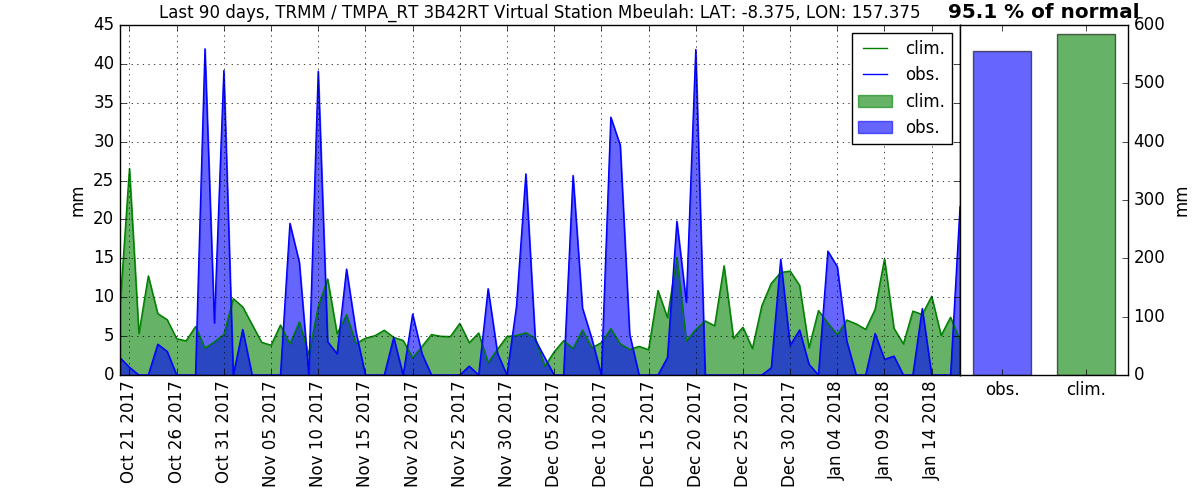 Last 90 days, TRMM / TMPA_RT 3B42RT Virtual Station Mbeulah: LAT: -8.375, LON: 157.375
95.1 % of normal
mm
45
40
35
30
25
20
15
10
5
0
clim.
obs.
clim.
obs.
600
500
400
300
200
100
0
mm
obs.
clim.
Oct 21 2017
Oct 26 2017
Oct 31 2017
Nov 05 2017
Nov 10 2017
Nov 15 2017
Nov 20 2017
Nov 25 2017
Nov 30 2017
Dec 05 2017
Dec 10 2017
Dec 15 2017
Dec 20 2017
Dec 25 2017
Dec 30 2017
Jan 04 2018
Jan 09 2018
Jan 14 2018